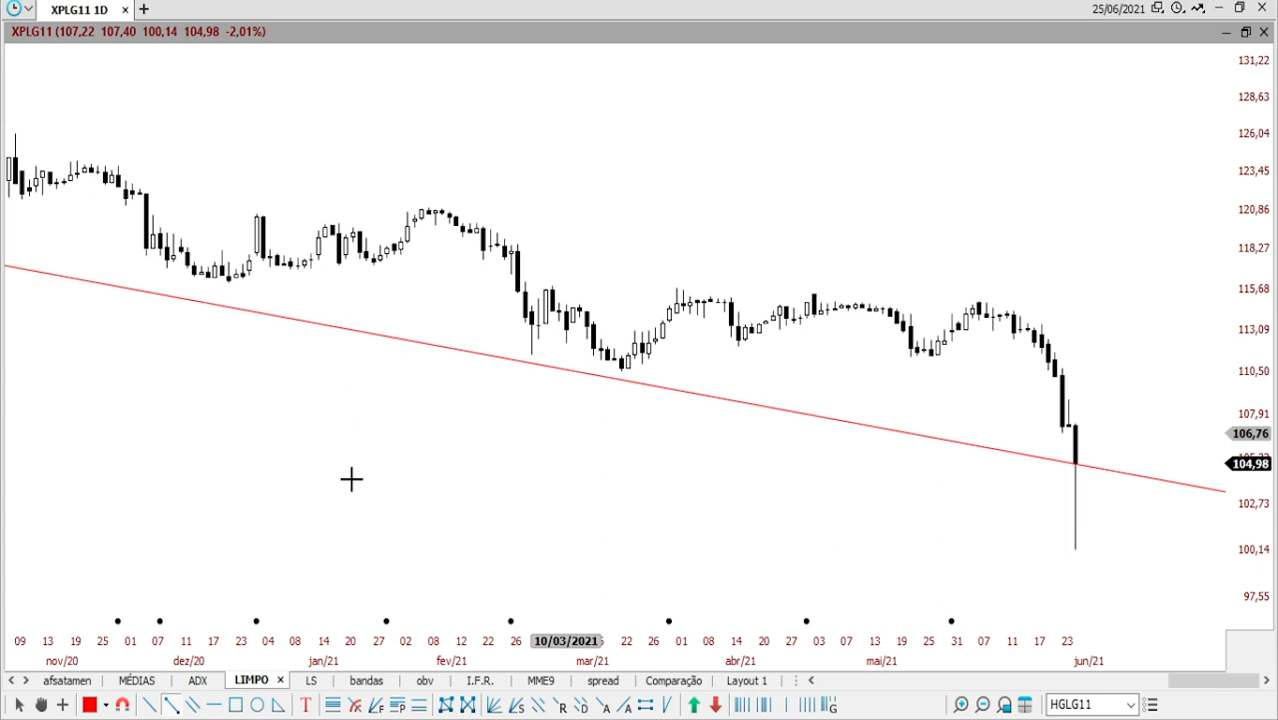 XPLG11 1D × +
25/06/2021
XPLG11 (107,22 107,40 100,14 104,98 -2,01%)
131,22
128,63
126,04
123,45
120,86
118,27
115,68
113,09
110,50
107,91
106,76
104,98
102,73
100,14
97,55
09 13 19 25 01 07 11 17 23 04 08 14 20 27 02 08 12 22 26 10/03/2021 22 26 01 08 14 20 27 03 07 13 19 25 31 07 11 17 23
nov/20 dez/20 jan/21 fev/21 mar/21 abr/21 mai/21 jun/21
afsatamen MÉDIAS ADX LIMPO × LS bandas obv I.F.R. MME9 spread Comparação Layout 1
T F S F P S R D A A G HGLG11